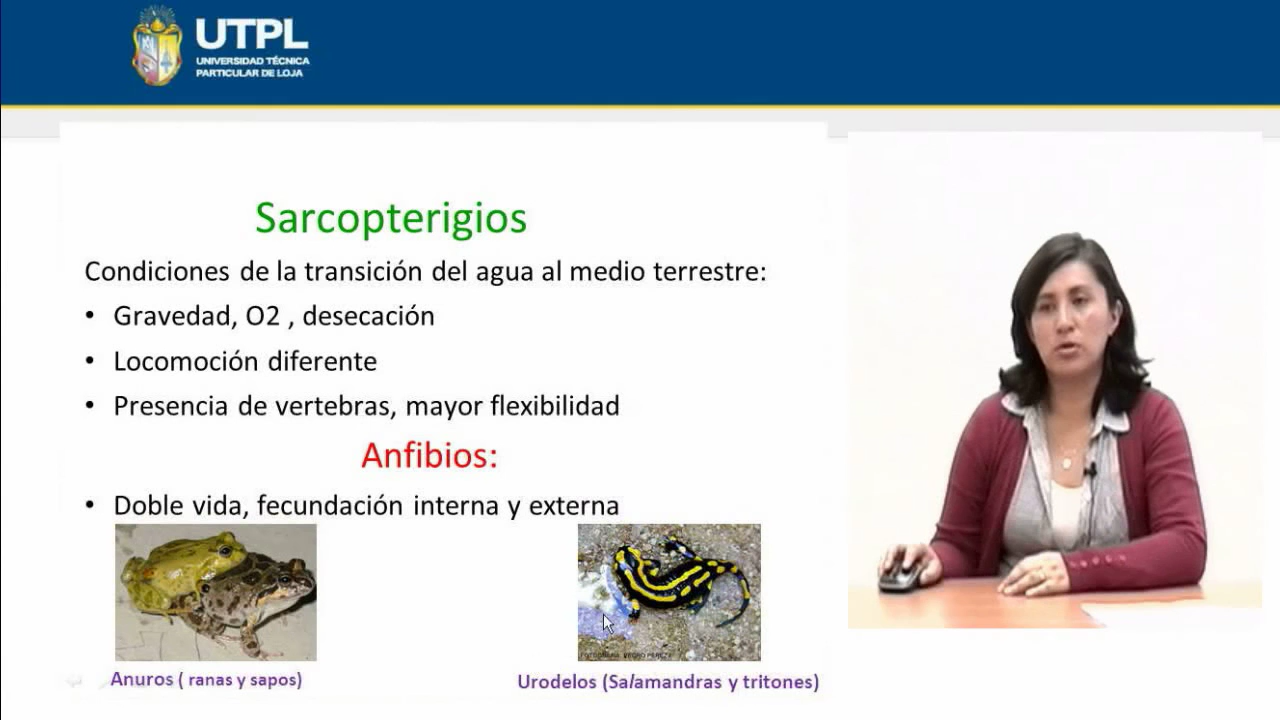 UTPL
UNIVERSIDAD TÉCNICA
PARTICULAR DE LOJA
Sarcopterigios
Condiciones de la transición del agua al medio terrestre:
• Gravedad, O2 , desecación
• Locomoción diferente
• Presencia de vertebras, mayor flexibilidad
Anfibios:
• Doble vida, fecundación interna y externa
Anuros ( ranas y sapos)
Urodelos (Salamandras y tritones)